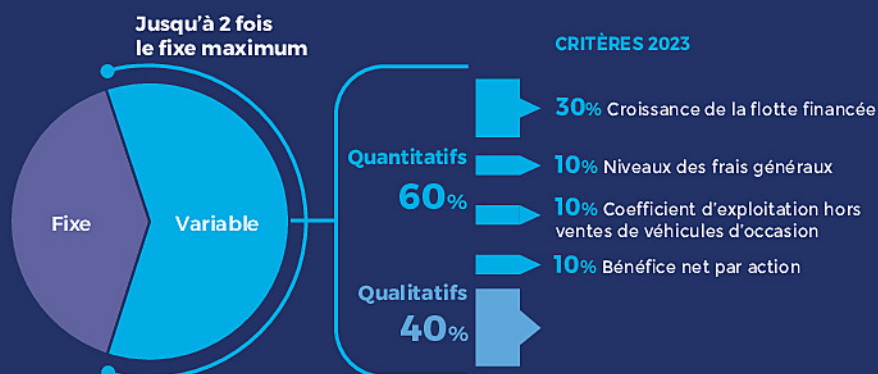 Jusqu'à 2 fois
le fixe maximum
Fixe
Variable
Quantitatifs
60%
Qualitatifs
40%
CRITÈRES 2023
30% Croissance de la flotte financée
10% Niveaux des frais généraux
10% Coefficient d'exploitation hors
ventes de véhicules d'occasion
10% Bénéfice net par action